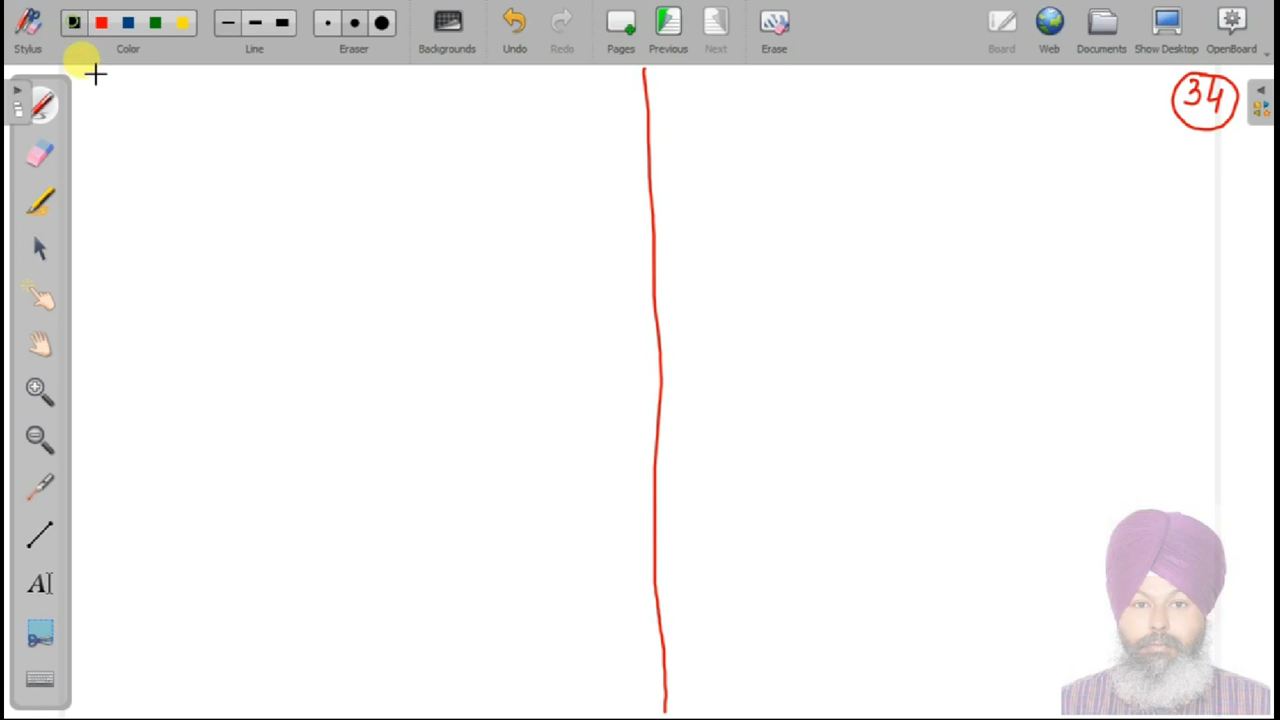 Stylus Color Line Eraser Backgrounds Undo Redo Pages Previous Next Erase Board Web Documents Show Desktop OpenBoard
34
A